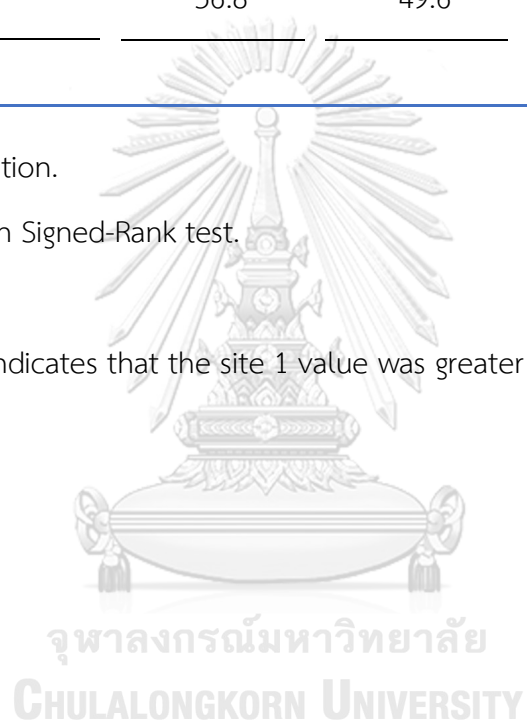 56.8 49.6
tion.
n Signed-Rank test.
ndicates that the site 1 value was greater
จุฬาลงกรณ์มหาวิทยาลัย
CHULALONGKORN UNIVERSITY